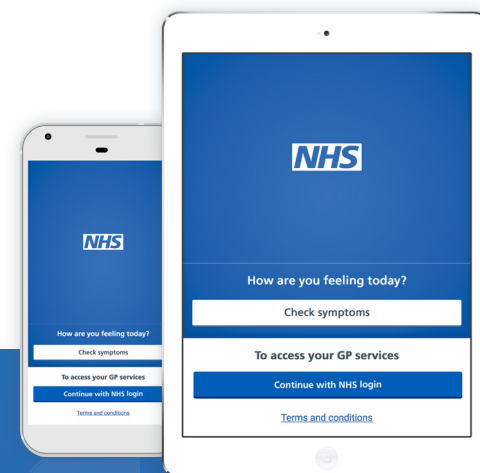 NHS
How are you feeling today?
Check symptoms
To access your GP services
Continue with NHS login
Terms and conditions
NHS
How are you feeling today?
Check symptoms
To access your GP services
Continue with NHS login
Terms and conditions